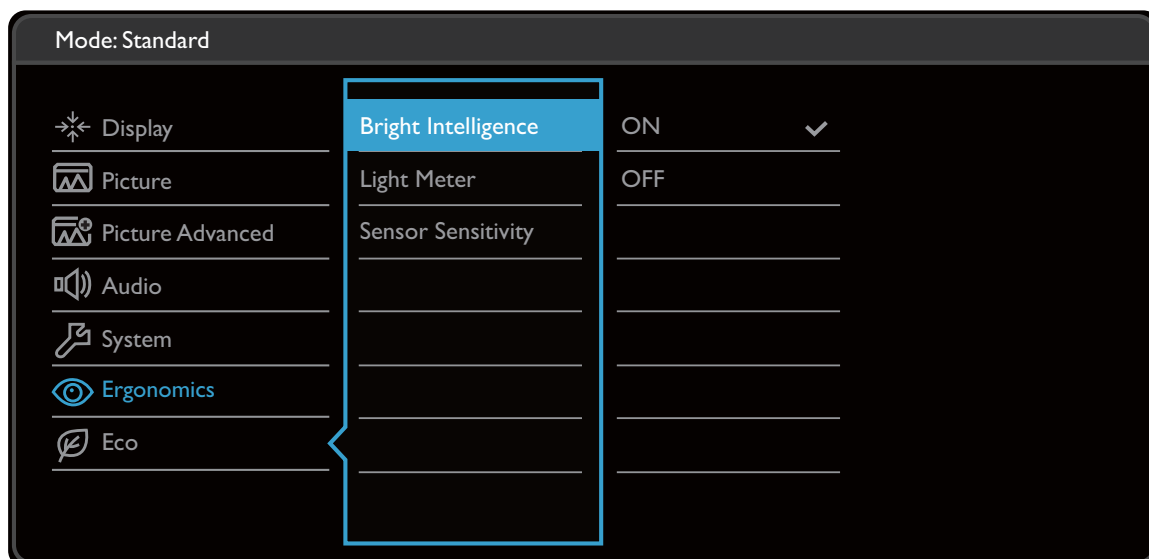 Mode: Standard
Display
Picture
Picture Advanced
Audio
System
Ergonomics
Eco
Bright Intelligence
Light Meter
Sensor Sensitivity
ON
OFF